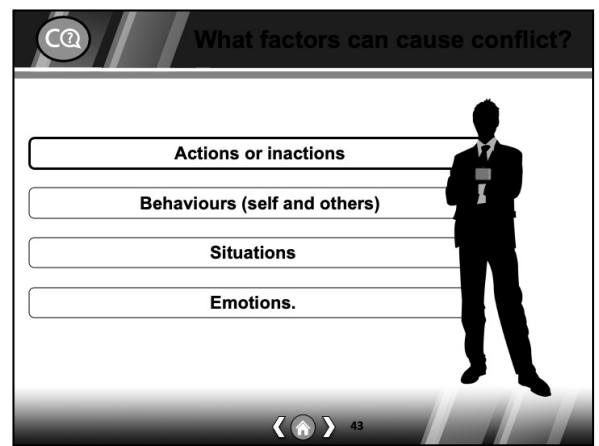 CQ
What factors can cause conflict?
Actions or inactions
Behaviours (self and others)
Situations
Emotions.
43